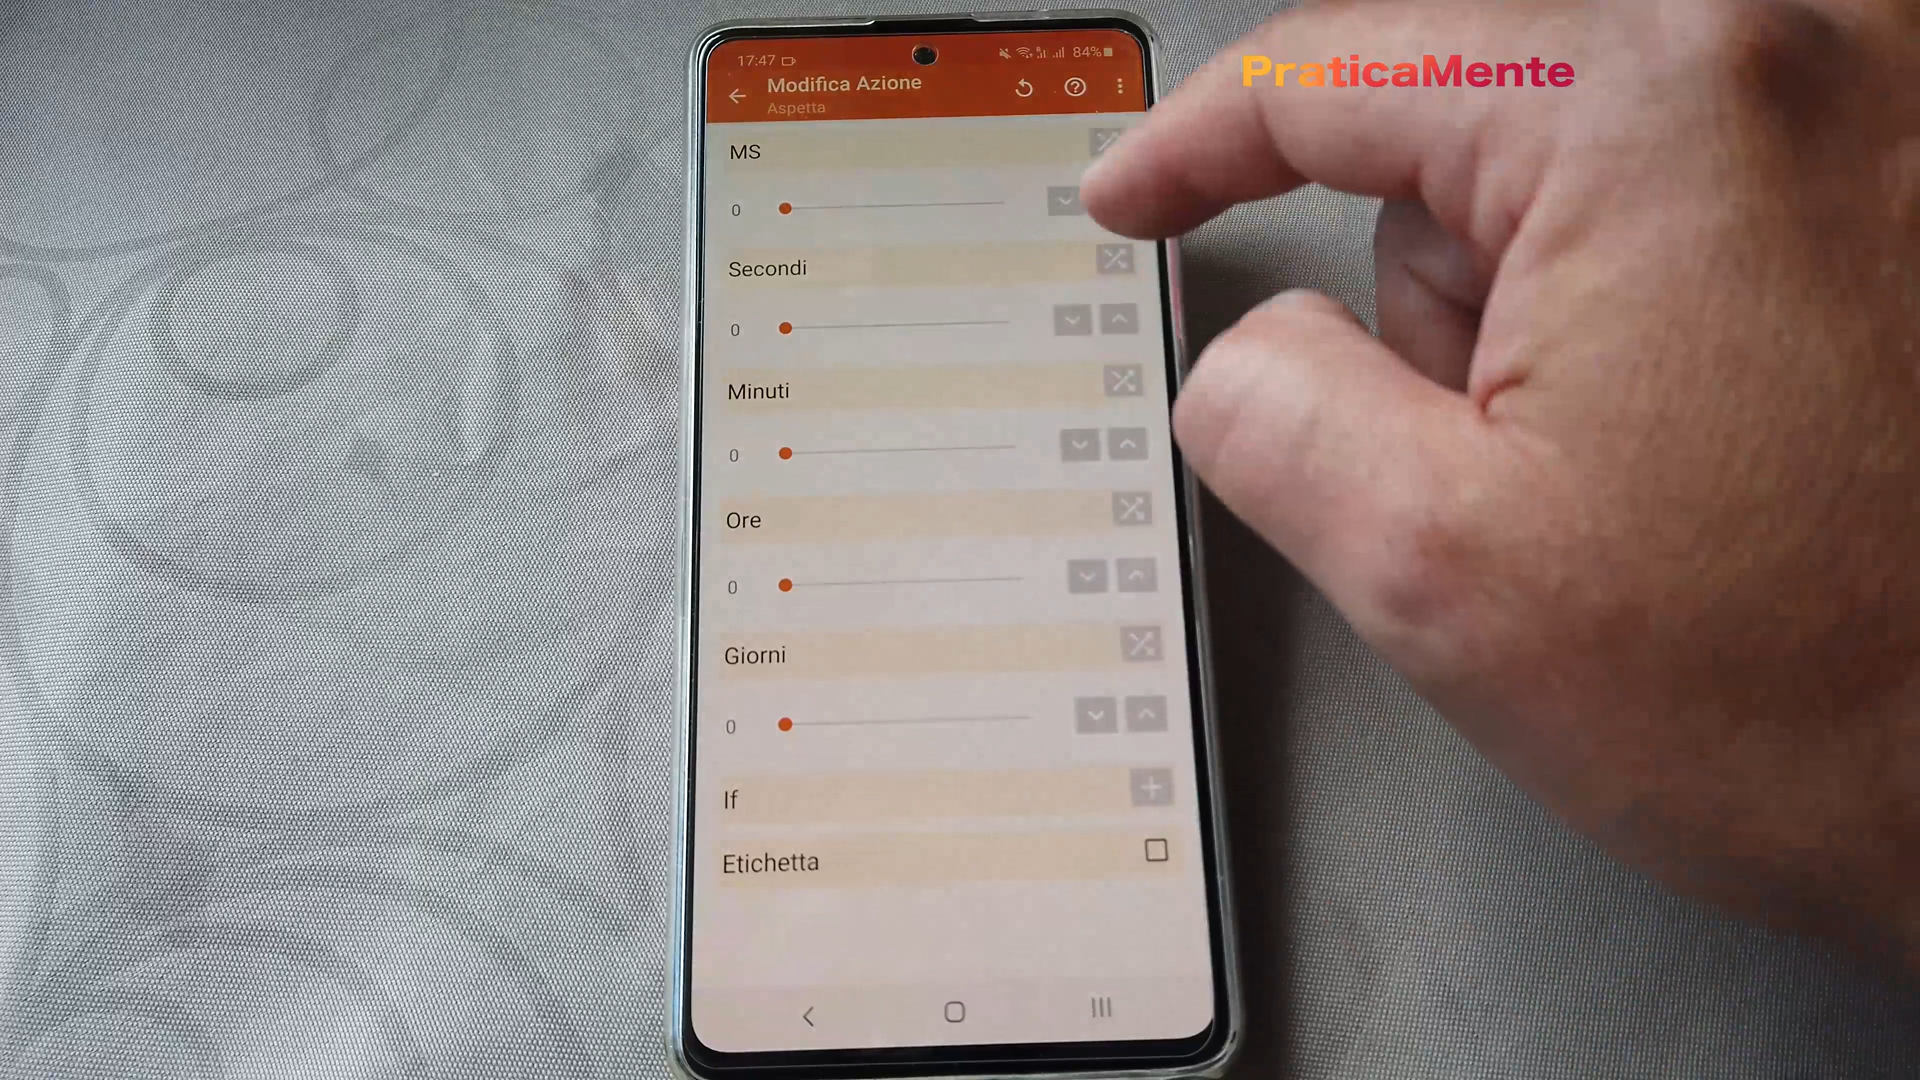 PraticaMente
17:47
84%
Modifica Azione
Aspetta
MS
0
Secondi
0
Minuti
0
Ore
0
Giorni
0
If
Etichetta